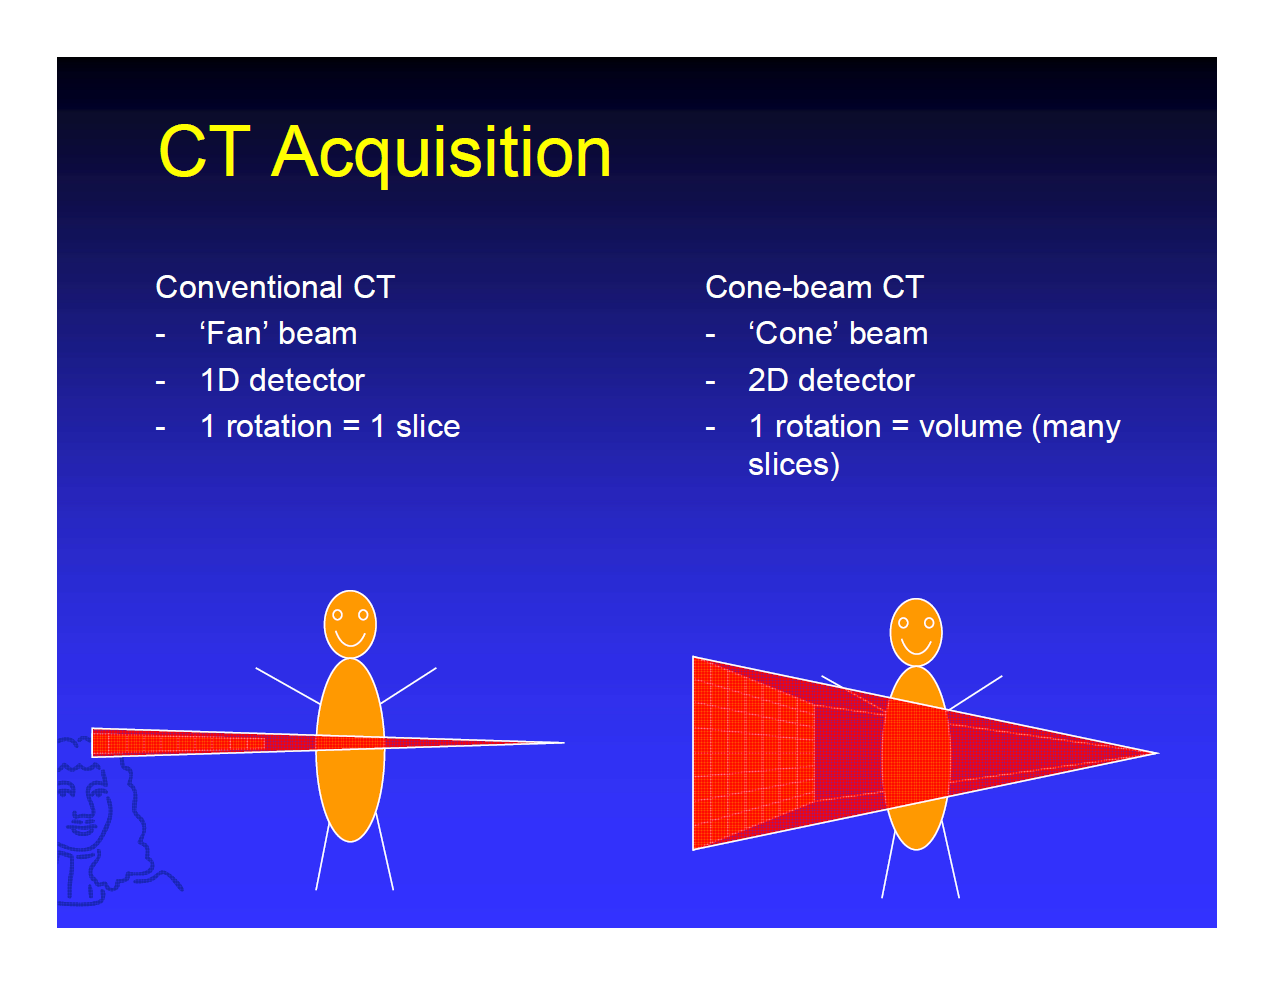 CT Acquisition
Conventional CT
- ‘Fan’ beam
- 1D detector
- 1 rotation = 1 slice
Cone-beam CT
- ‘Cone’ beam
- 2D detector
- 1 rotation = volume (many
slices)